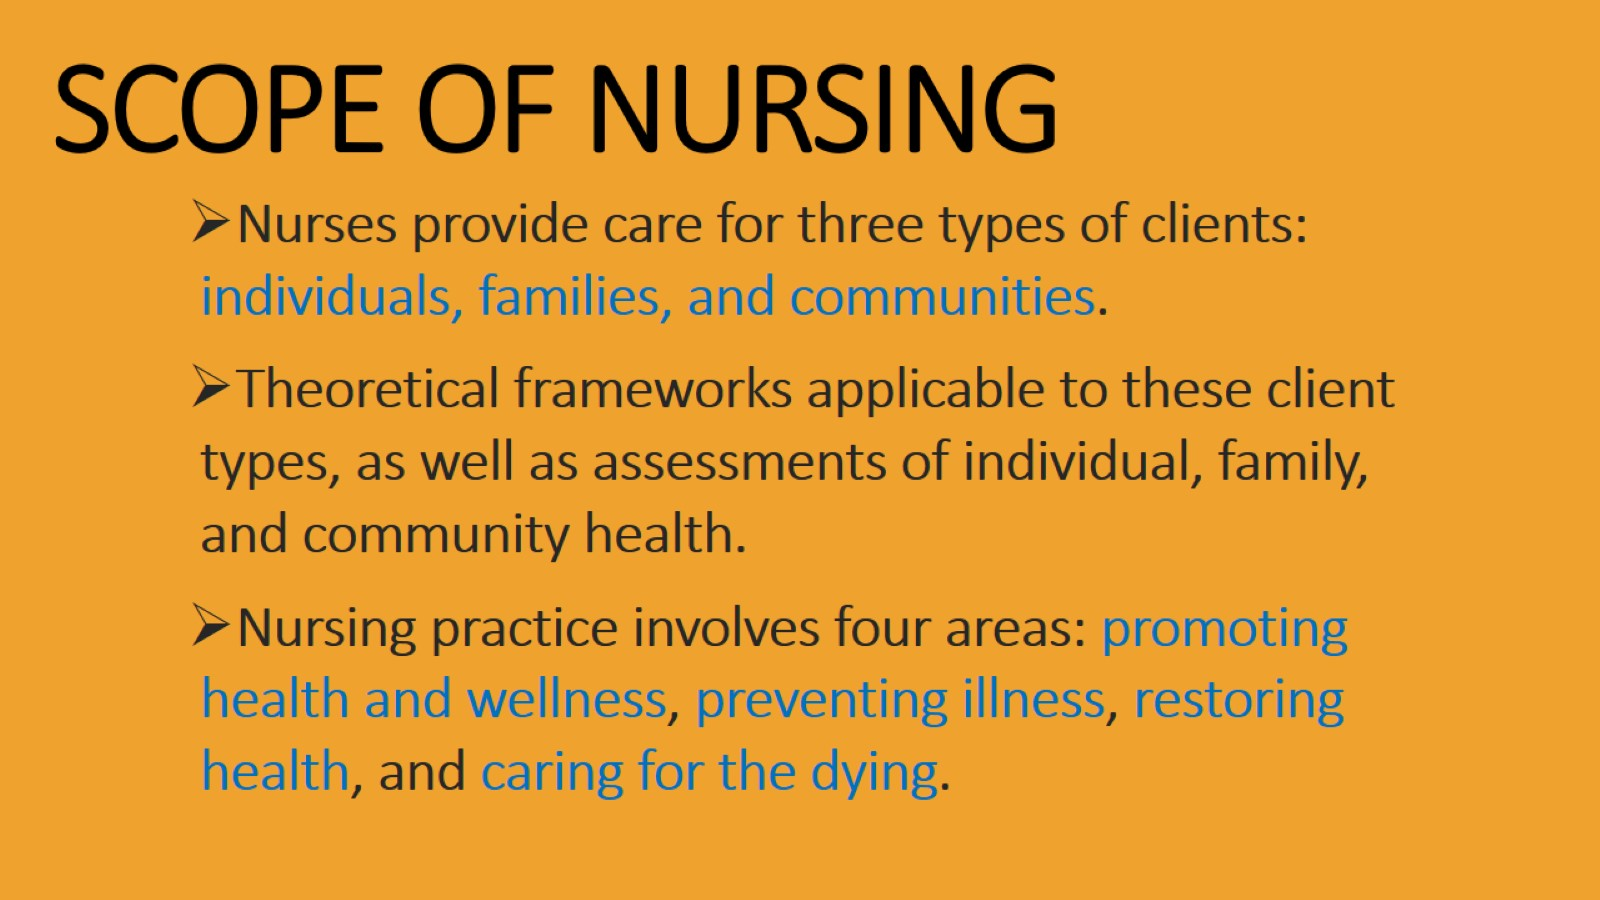 SCOPE OF NURSING
➢Nurses provide care for three types of clients:
individuals, families, and communities.
➢Theoretical frameworks applicable to these client
types, as well as assessments of individual, family,
and community health.
➢Nursing practice involves four areas: promoting
health and wellness, preventing illness, restoring
health, and caring for the dying.